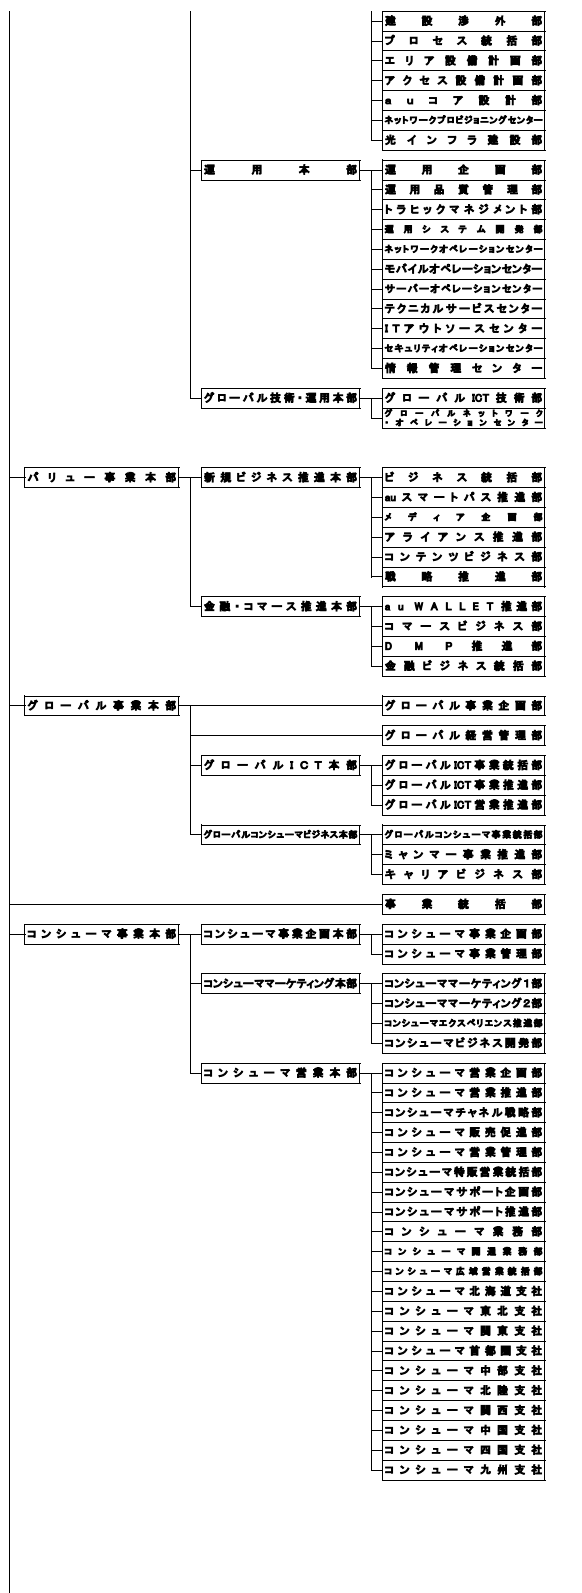 建設渉外部
プロセス統括部
エリア設備計画部
アクセス設備計画部
auコア設計部
ネットワークプロビジョニングセンター
光インフラ建設部
運用本部
運用企画部
運用品質管理部
トラヒックマネジメント部
運用システム開発部
ネットワークオペレーションセンター
モバイルオペレーションセンター
サーバーオペレーションセンター
テクニカルサービスセンター
ITアウトソースセンター
セキュリティオペレーションセンター
情報管理センター
グローバル技術・運用本部
グローバルICT技術部
グローバルネットワーク
・オペレーションセンター
バリュー事業本部
新規ビジネス推進本部
ビジネス統括部
auスマートパス推進部
メディア企画部
アライアンス推進部
コンテンツビジネス部
戦略推進部
金融・コマース推進本部
au WALLET推進部
コマースビジネス部
DMP推進部
金融ビジネス統括部
グローバル事業本部
グローバル事業企画部
グローバル経営管理部
グローバルICT本部
グローバルICT事業統括部
グローバルICT事業推進部
グローバルICT営業推進部
グローバルコンシューマビジネス本部
グローバルコンシューマ事業統括部
ミャンマー事業推進部
キャリアビジネス部
事業統括部
コンシューマ事業本部
コンシューマ事業企画本部
コンシューマ事業企画部
コンシューマ事業管理部
コンシューママーケティング本部
コンシューママーケティング1部
コンシューママーケティング2部
コンシューマエクスペリエンス推進部
コンシューマビジネス開発部
コンシューマ営業本部
コンシューマ営業企画部
コンシューマ営業推進部
コンシューマチャネル戦略部
コンシューマ販売促進部
コンシューマ営業管理部
コンシューマ特販営業統括部
コンシューマサポート企画部
コンシューマサポート推進部
コンシューマ業務部
コンシューマ開通業務部
コンシューマ広域営業統括部
コンシューマ北海道支社
コンシューマ東北支社
コンシューマ関東支社
コンシューマ首都圏支社
コンシューマ中部支社
コンシューマ北陸支社
コンシューマ関西支社
コンシューマ中国支社
コンシューマ四国支社
コンシューマ九州支社